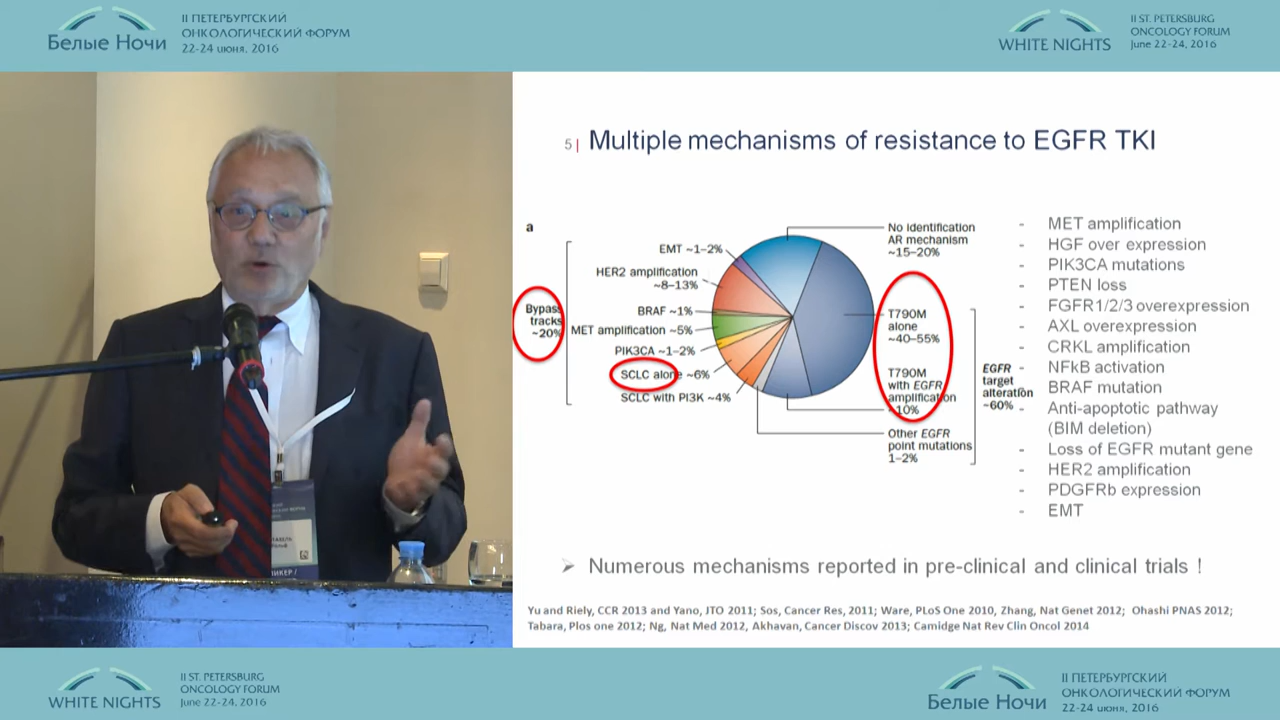 Белые Ночи
II ПЕТЕРБУРГСКИЙ
ОНКОЛОГИЧЕСКИЙ ФОРУМ
22-24 июня, 2016
WHITE NIGHTS
II ST. PETERSBURG
ONCOLOGY FORUM
June 22-24, 2016
5| Multiple mechanisms of resistance to EGFR TKI
a
Bypass
tracks
~20%
EMT ~1–2%
HER2 amplification
~8–13%
BRAF ~1%
MET amplification ~5%
PIK3CA ~1–2%
SCLC alone ~6%
SCLC with PI3K ~4%
No identification
AR mechanism
~15–20%
T790M
alone
~40–55%
T790M
with EGFR
amplification
~10%
Other EGFR
point mutations
1–2%
EGFR
target
alteration
~60%
- MET amplification
- HGF over expression
- PIK3CA mutations
- PTEN loss
- FGFR1/2/3 overexpression
- AXL overexpression
- CRKL amplification
- NFkB activation
- BRAF mutation
- Anti-apoptotic pathway
(BIM deletion)
- Loss of EGFR mutant gene
- HER2 amplification
- PDGFRb expression
- EMT
➢ Numerous mechanisms reported in pre-clinical and clinical trials !
Yu and Riely, CCR 2013 and Yano, JTO 2011; Sos, Cancer Res, 2011; Ware, PLoS One 2010, Zhang, Nat Genet 2012; Ohashi PNAS 2012;
Tabara, Plos one 2012; Ng, Nat Med 2012, Akhavan, Cancer Discov 2013; Camidge Nat Rev Clin Oncol 2014
WHITE NIGHTS
II ST. PETERSBURG
ONCOLOGY FORUM
June 22-24, 2016
Белые Ночи
II ПЕТЕРБУРГСКИЙ
ОНКОЛОГИЧЕСКИЙ ФОРУМ
22-24 июня, 2016